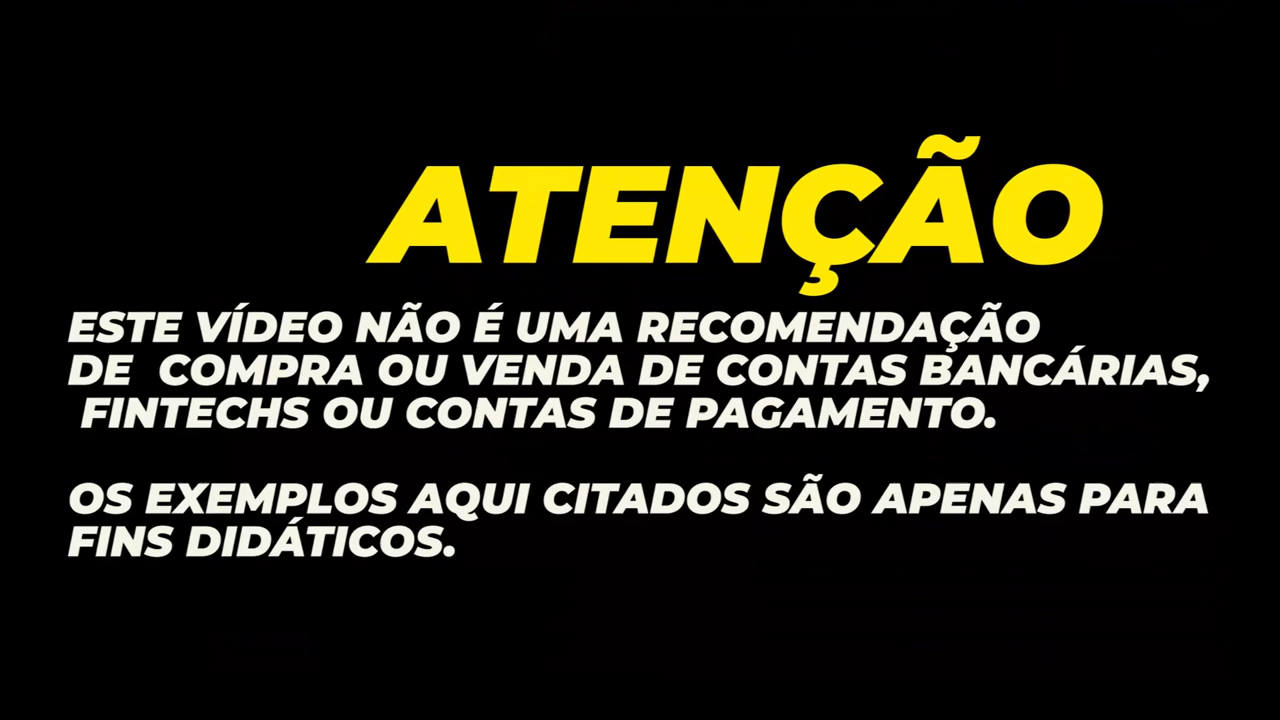 ATENÇÃO
ESTE VÍDEO NÃO É UMA RECOMENDAÇÃO
DE COMPRA OU VENDA DE CONTAS BANCÁRIAS,
FINTECHS OU CONTAS DE PAGAMENTO.
OS EXEMPLOS AQUI CITADOS SÃO APENAS PARA
FINS DIDÁTICOS.